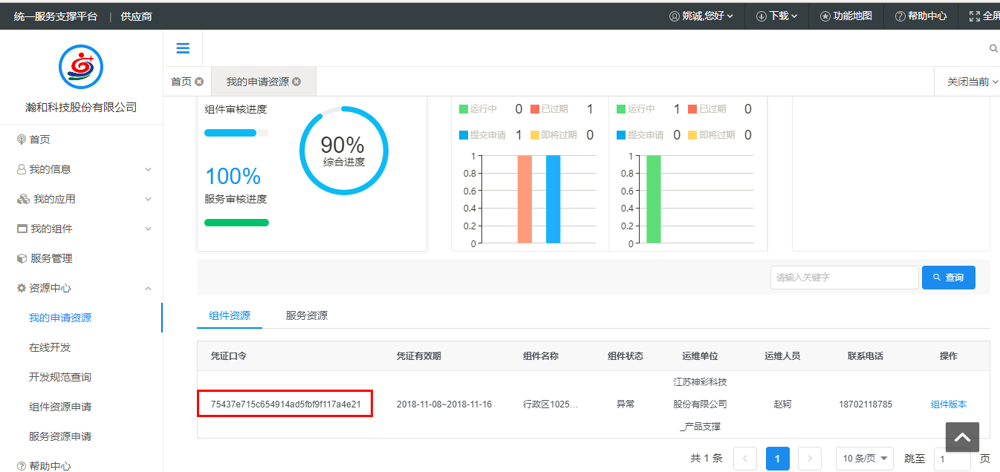 统一服务支撑平台 | 供应商
姚诚,您好 下载 功能地图 帮助中心 全屏
瀚和科技股份有限公司
首页
我的信息
我的应用
我的组件
服务管理
资源中心
我的申请资源
在线开发
开发规范查询
组件资源申请
服务资源申请
帮助中心
首页 我的申请资源 关闭当前
组件审核进度
90%
综合进度
100%
服务审核进度
运行中 0 已过期 1
提交申请 1 即将过期 0
1
0.8
0.6
0.4
0.2
0
运行中 1 已过期 0
提交申请 0 即将过期 0
1
0.8
0.6
0.4
0.2
0
请输入关键字 查询
组件资源 服务资源
凭证口令 凭证有效期 组件名称 组件状态 运维单位 运维人员 联系电话 操作
75437e715c654914ad5fbf9f117a4e21 2018-11-08~2018-11-16 行政区1025... 异常 江苏神彩科技
股份有限公司
_产品支撑
赵轲 18702118785 组件版本
共 1 条 < 1 > 10 条/页 跳至 1 页